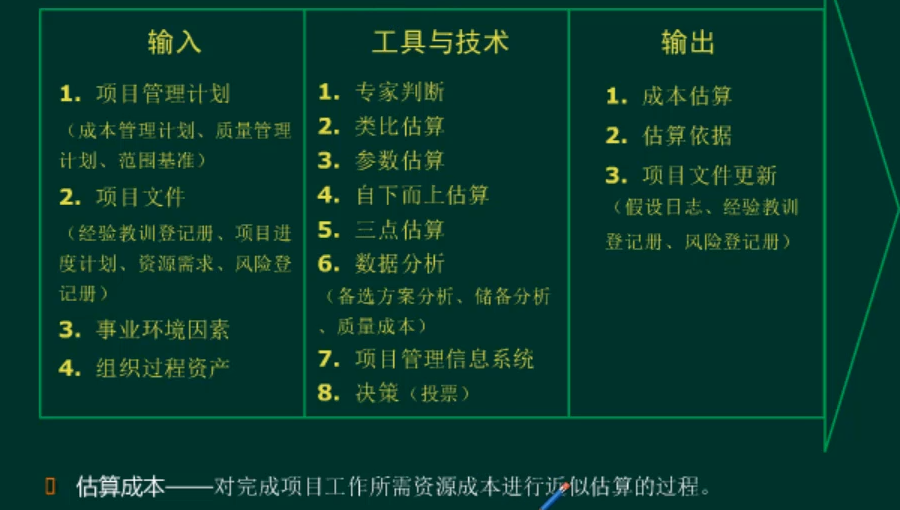 输入
1. 项目管理计划
（成本管理计划、质量管理
计划、范围基准）
2. 项目文件
（经验教训登记册、项目进
度计划、资源需求、风险登
记册）
3. 事业环境因素
4. 组织过程资产
工具与技术
1. 专家判断
2. 类比估算
3. 参数估算
4. 自下而上估算
5. 三点估算
6. 数据分析
（备选方案分析、储备分析
、质量成本）
7. 项目管理信息系统
8. 决策（投票）
输出
1. 成本估算
2. 估算依据
3. 项目文件更新
（假设日志、经验教训
登记册、风险登记册）
估算成本——对完成项目工作所需资源成本进行近似估算的过程。